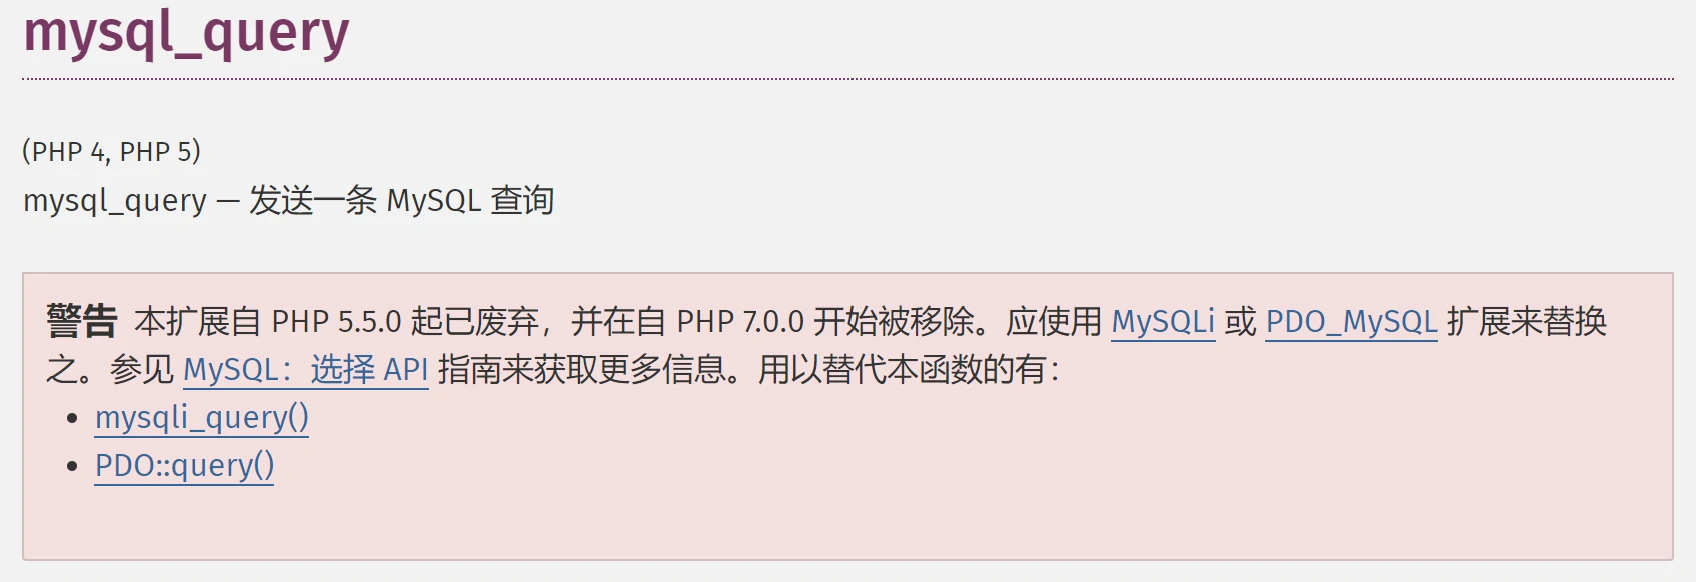 mysql_query
(PHP 4, PHP 5)
mysql_query — 发送一条 MySQL 查询
警告 本扩展自 PHP 5.5.0 起已废弃，并在自 PHP 7.0.0 开始被移除。应使用 MySQLi 或 PDO_MySQL 扩展来替换
之。参见 MySQL：选择 API 指南来获取更多信息。用以替代本函数的有：
• mysqli_query()
• PDO::query()